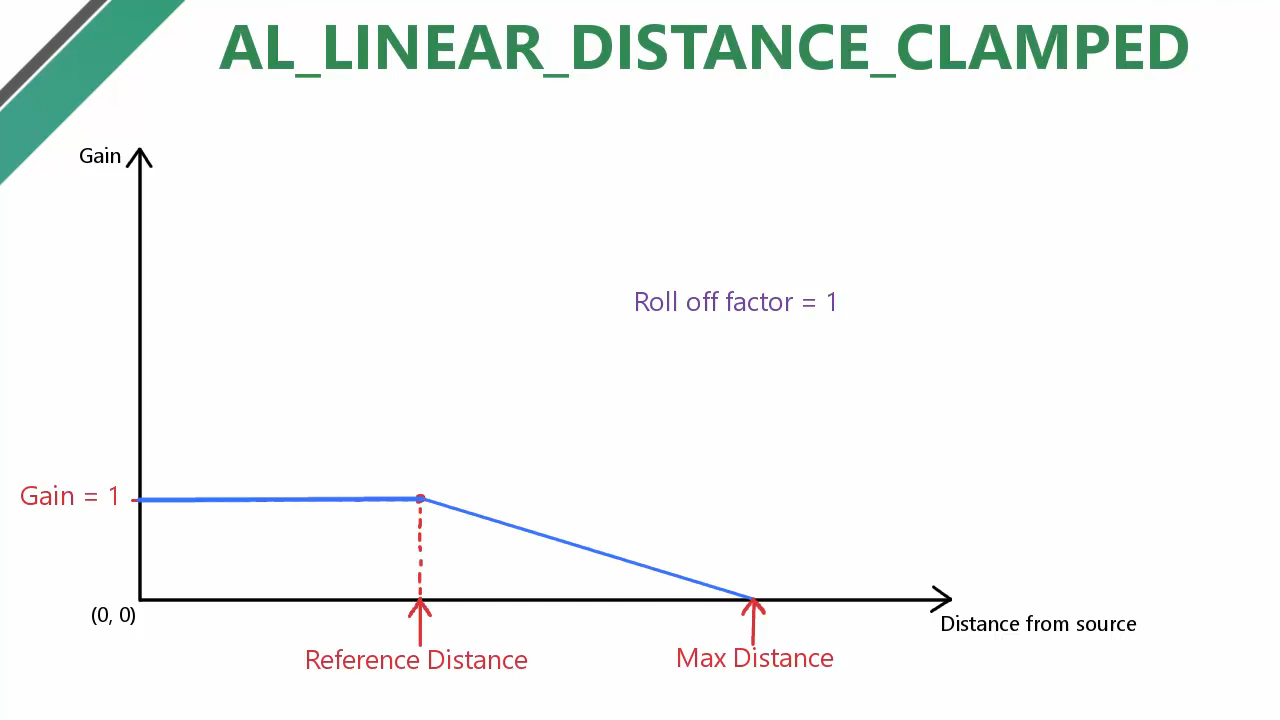 AL_LINEAR_DISTANCE_CLAMPED
Gain
Roll off factor = 1
Gain = 1
(0, 0)
Distance from source
Reference Distance
Max Distance